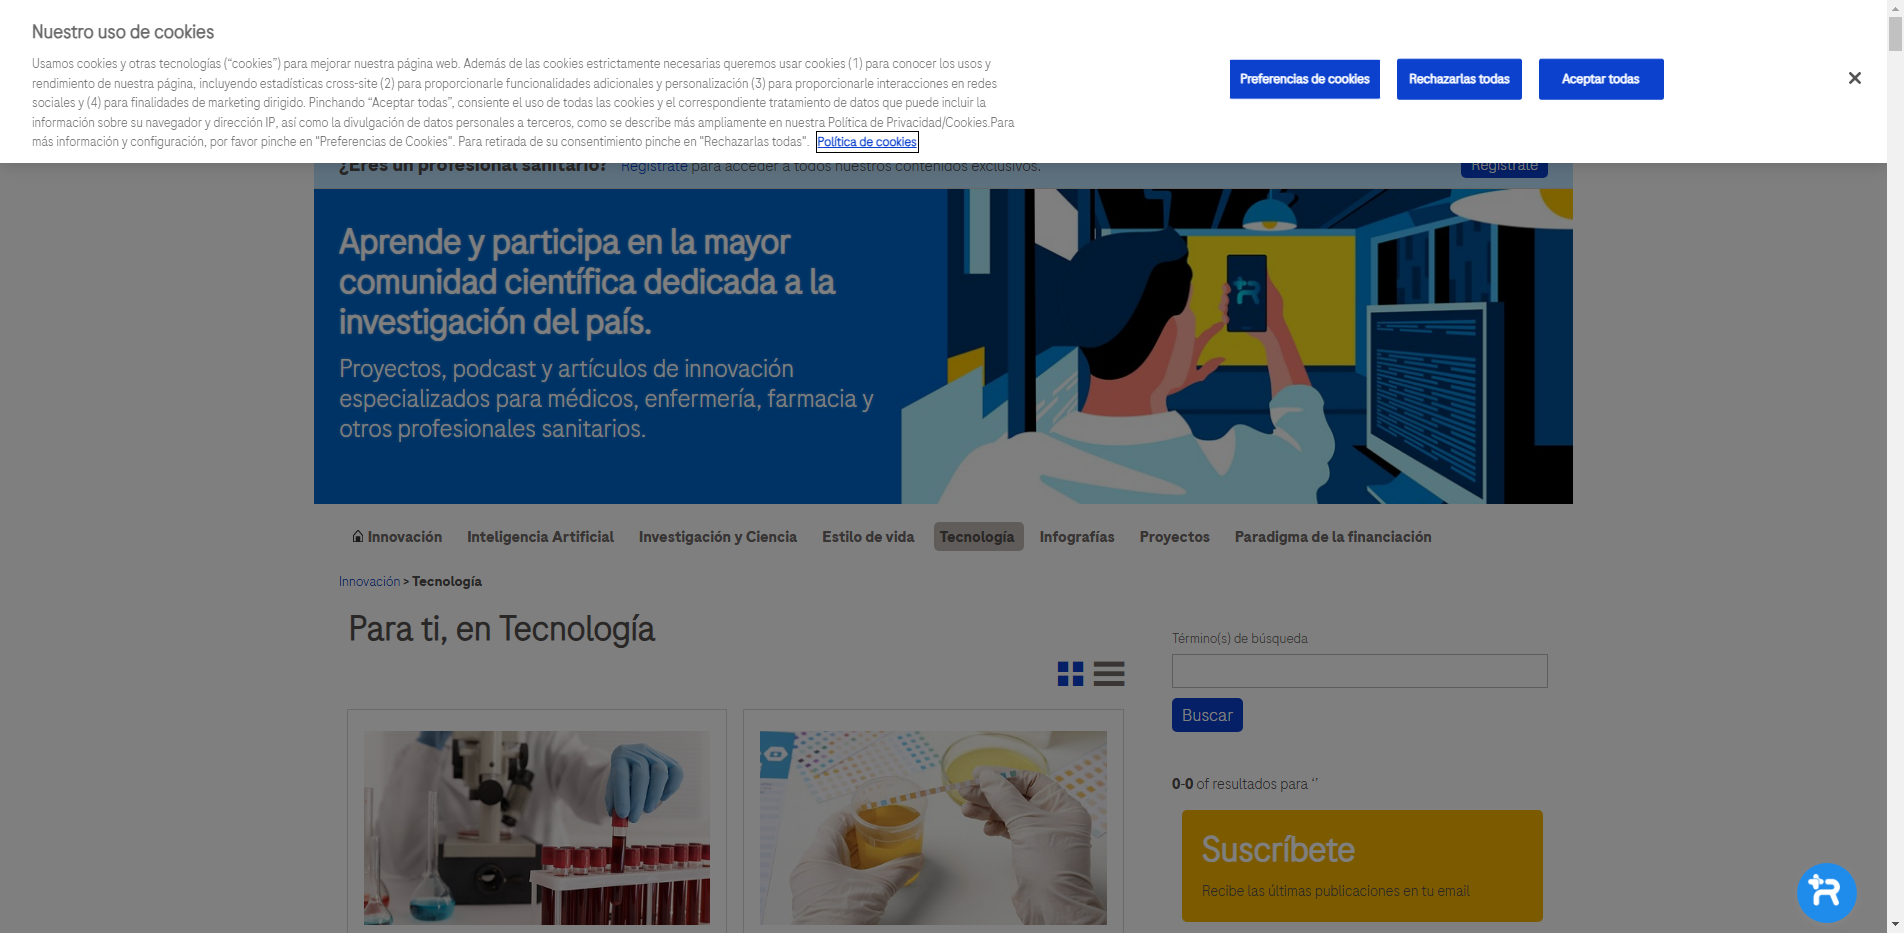 Nuestro uso de cookies
Usamos cookies y otras tecnologías (“cookies”) para mejorar nuestra página web. Además de las cookies estrictamente necesarias queremos usar cookies (1) para conocer los usos y
rendimiento de nuestra página, incluyendo estadísticas cross-site (2) para proporcionarle funcionalidades adicionales y personalización (3) para proporcionarle interacciones en redes
sociales y (4) para finalidades de marketing dirigido. Pinchando “Aceptar todas”, consiente el uso de todas las cookies y el correspondiente tratamiento de datos que puede incluir la
información sobre su navegador y dirección IP, así como la divulgación de datos personales a terceros, como se describe más ampliamente en nuestra Política de Privacidad/Cookies.Para
más información y configuración, por favor pinche en "Preferencias de Cookies". Para retirada de su consentimiento pinche en "Rechazarlas todas". Política de cookies
Preferencias de cookies
Rechazarlas todas
Aceptar todas
¿Eres un profesional sanitario? Regístrate para acceder a todos nuestros contenidos exclusivos.
Regístrate
Aprende y participa en la mayor
comunidad científica dedicada a la
investigación del país.
Proyectos, podcast y artículos de innovación
especializados para médicos, enfermería, farmacia y
otros profesionales sanitarios.
Innovación Inteligencia Artificial Investigación y Ciencia Estilo de vida Tecnología Infografías Proyectos Paradigma de la financiación
Innovación > Tecnología
Para ti, en Tecnología
Término(s) de búsqueda
Buscar
0-0 of resultados para ‘’
Suscríbete
Recibe las últimas publicaciones en tu email